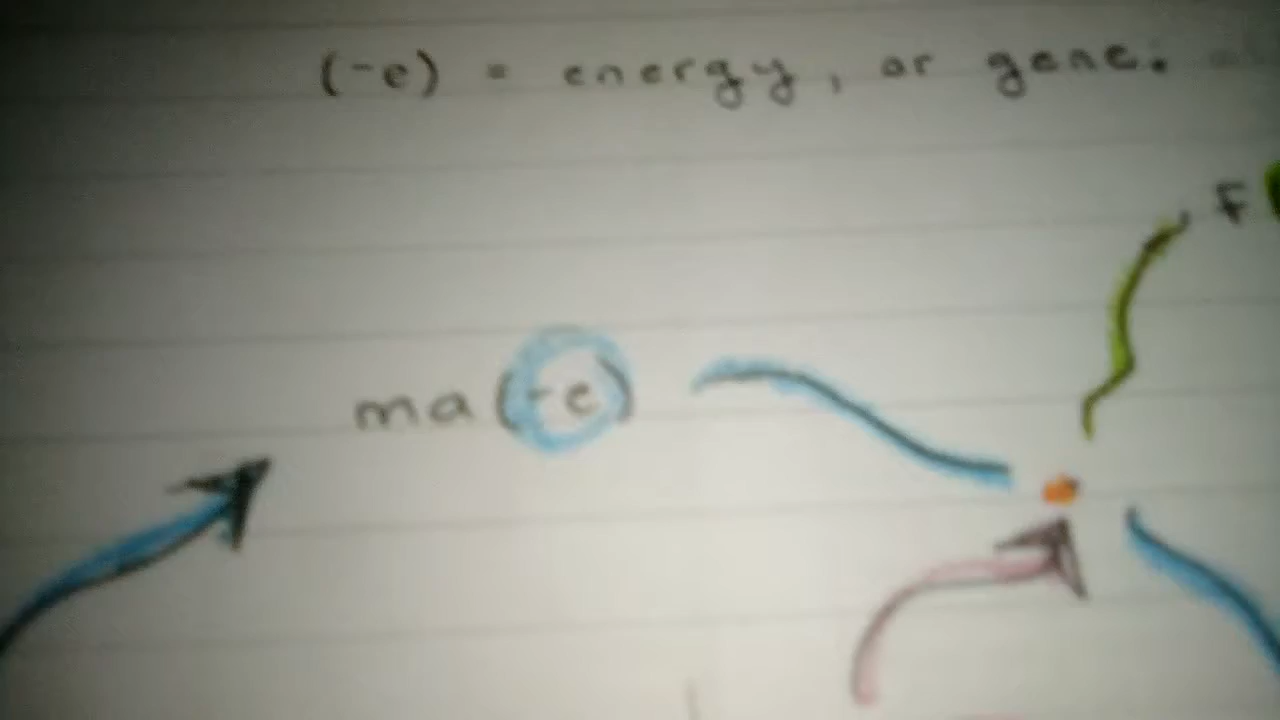 (-e) = energy, or gene.
F
ma (-e)